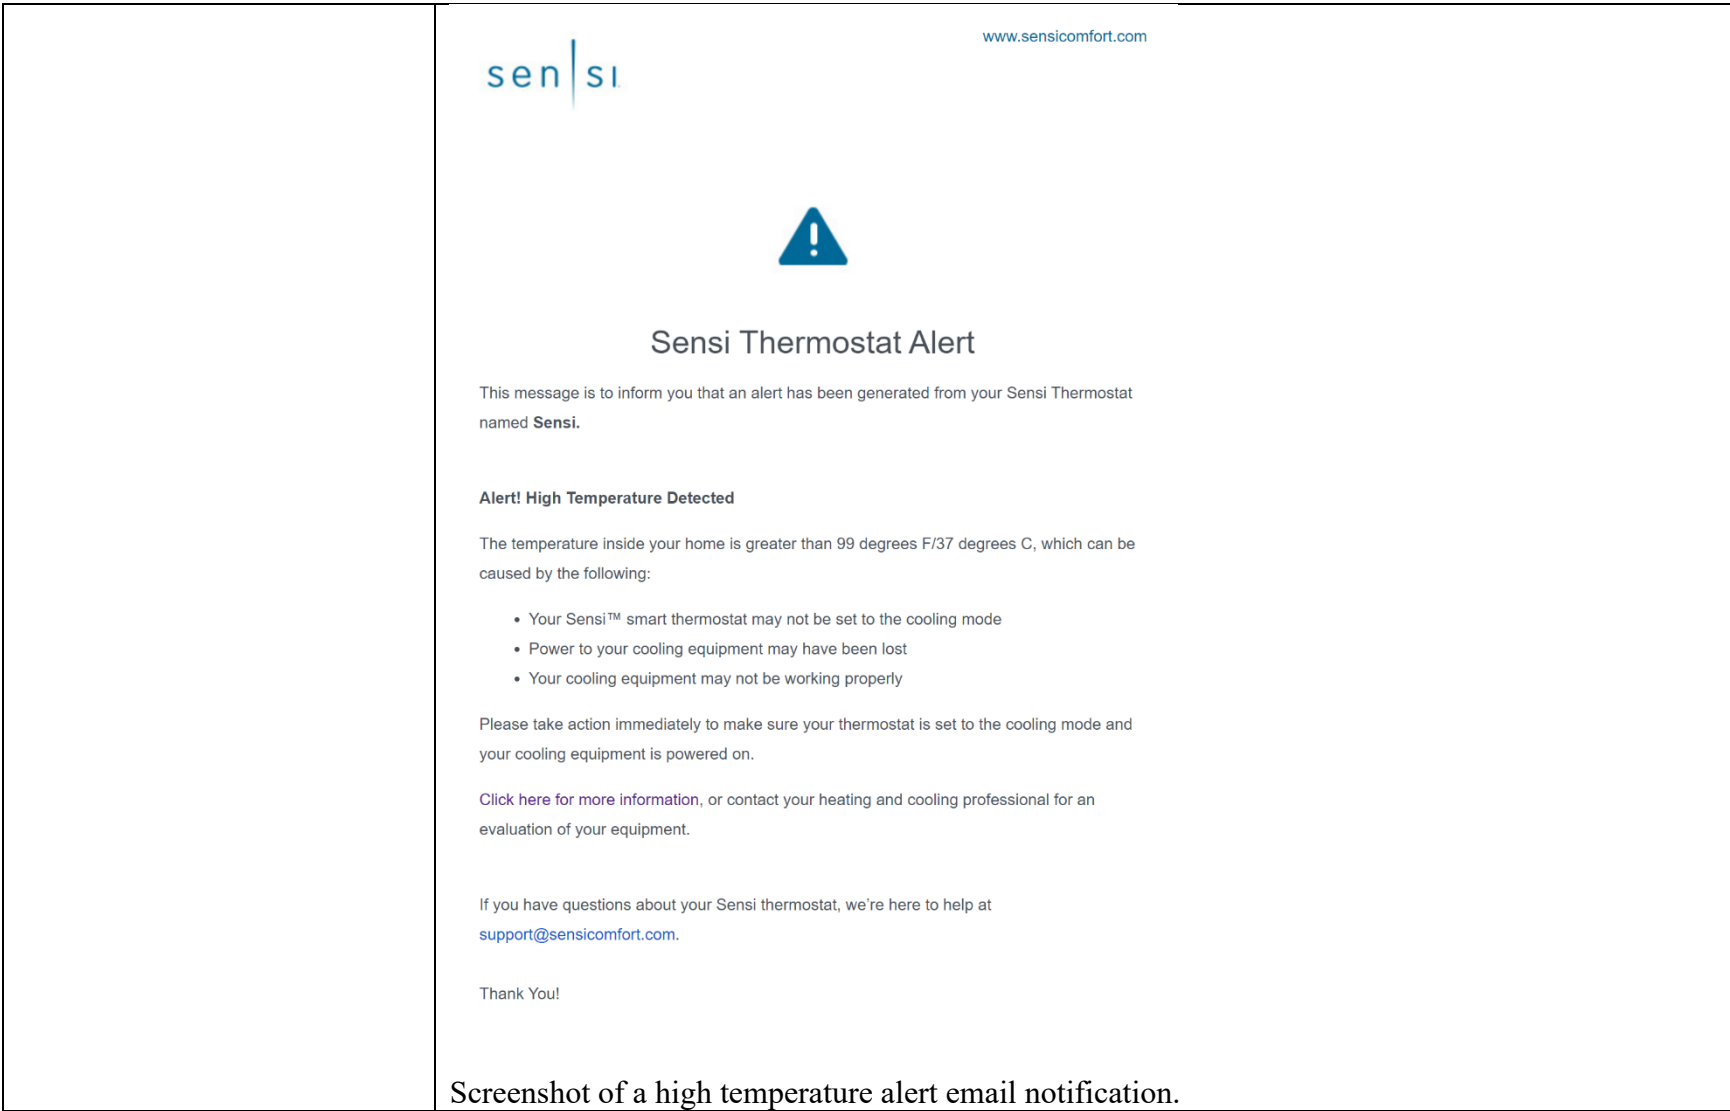 www.sensicomfort.com
sensi
Sensi Thermostat Alert
This message is to inform you that an alert has been generated from your Sensi Thermostat
named Sensi.
Alert! High Temperature Detected
The temperature inside your home is greater than 99 degrees F/37 degrees C, which can be
caused by the following:
• Your Sensi™ smart thermostat may not be set to the cooling mode
• Power to your cooling equipment may have been lost
• Your cooling equipment may not be working properly
Please take action immediately to make sure your thermostat is set to the cooling mode and
your cooling equipment is powered on.
Click here for more information, or contact your heating and cooling professional for an
evaluation of your equipment.
If you have questions about your Sensi thermostat, we’re here to help at
support@sensicomfort.com.
Thank You!
Screenshot of a high temperature alert email notification.